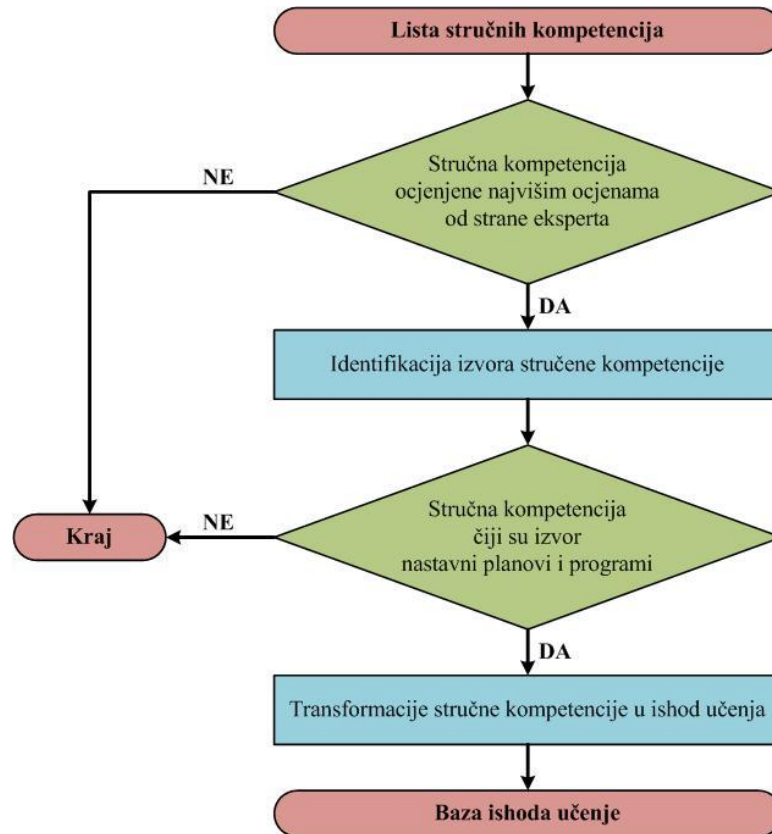 Lista stručnih kompetencija
Stručna kompetencija
ocjenjene najvišim ocjenama
od strane eksperta
NE
DA
Identifikacija izvora stručene kompetencije
Stručna kompetencija
čiji su izvor
nastavni planovi i programi
NE
Kraj
DA
Transformacije stručne kompetencije u ishod učenja
Baza ishoda učenje